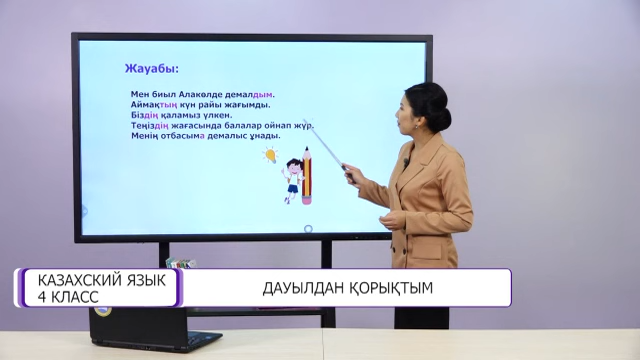 Жауабы:
Мен биыл Алакөлде демалдым.
Аймақтың күн райы жағымды.
Біздің қаламыз үлкен.
Теңіздің жағасында балалар ойнап жүр.
Менің отбасыма демалыс ұнады.
КАЗАХСКИЙ ЯЗЫК
4 КЛАСС
ДАУЫЛДАН ҚОРЫҚТЫМ